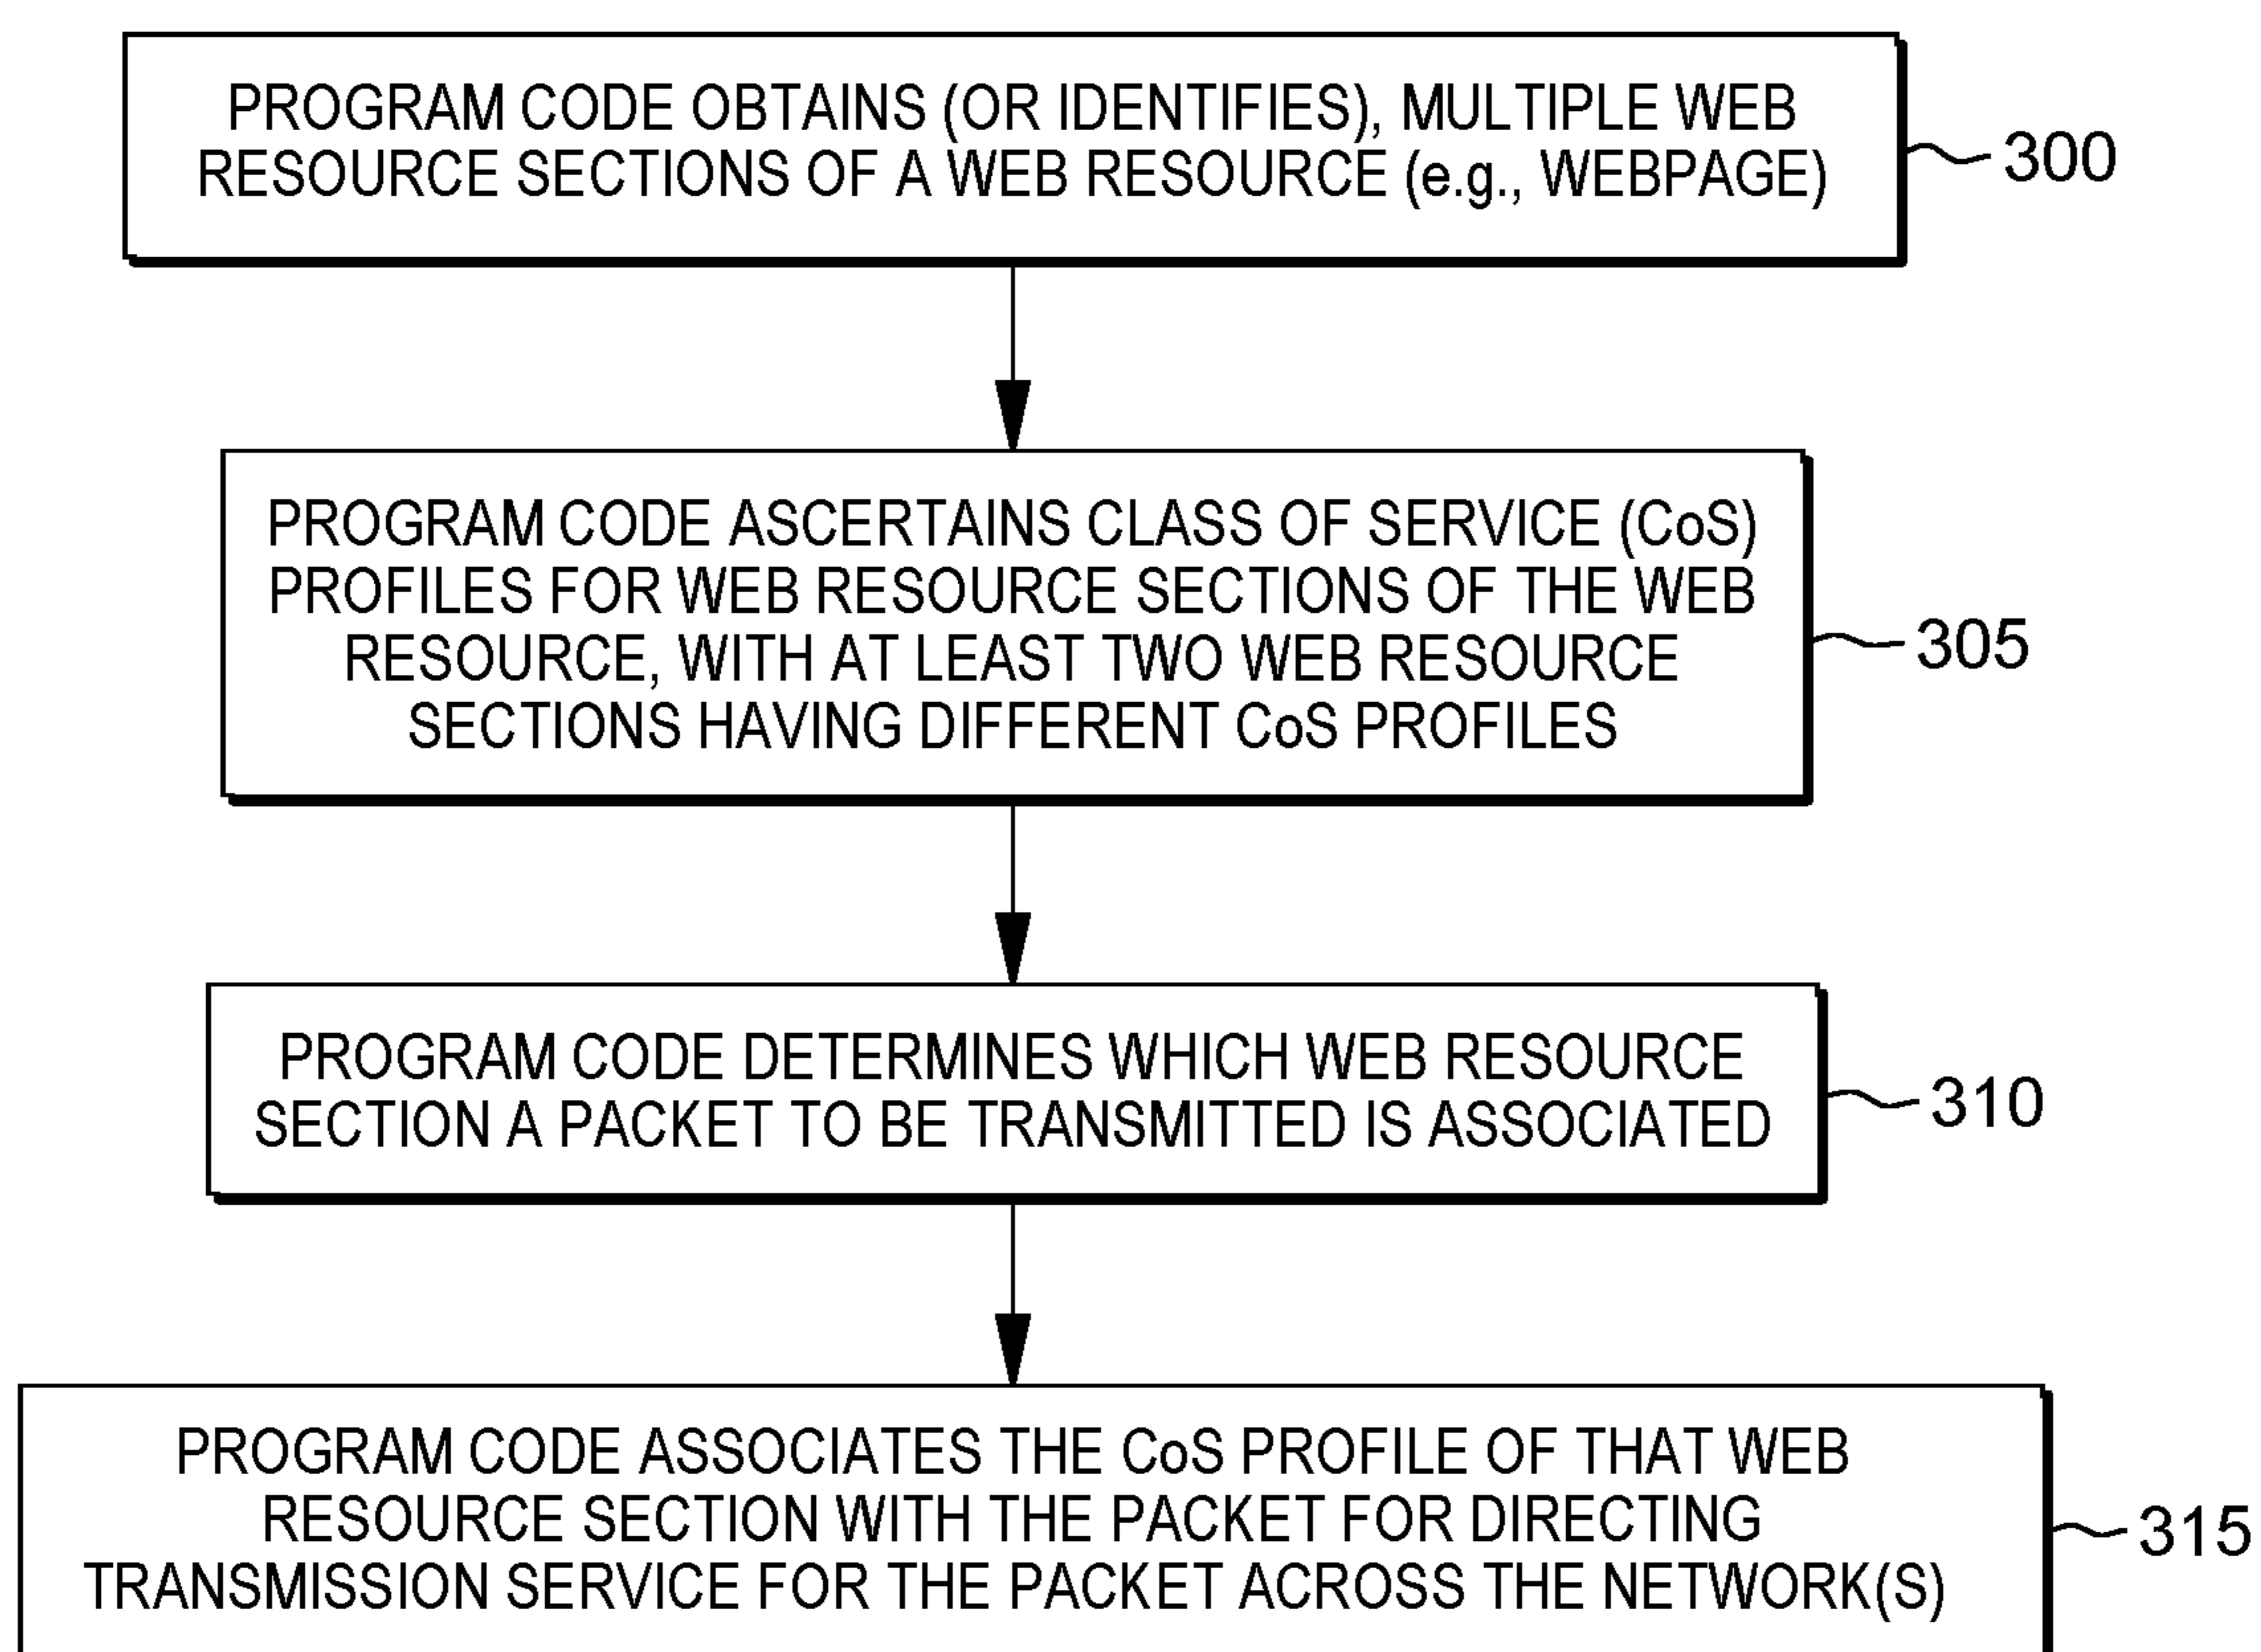 PROGRAM CODE OBTAINS (OR IDENTIFIES), MULTIPLE WEB
RESOURCE SECTIONS OF A WEB RESOURCE (e.g., WEBPAGE)
300
PROGRAM CODE ASCERTAINS CLASS OF SERVICE (CoS)
PROFILES FOR WEB RESOURCE SECTIONS OF THE WEB
RESOURCE, WITH AT LEAST TWO WEB RESOURCE
SECTIONS HAVING DIFFERENT CoS PROFILES
305
PROGRAM CODE DETERMINES WHICH WEB RESOURCE
SECTION A PACKET TO BE TRANSMITTED IS ASSOCIATED
310
PROGRAM CODE ASSOCIATES THE CoS PROFILE OF THAT WEB
RESOURCE SECTION WITH THE PACKET FOR DIRECTING
TRANSMISSION SERVICE FOR THE PACKET ACROSS THE NETWORK(S)
315